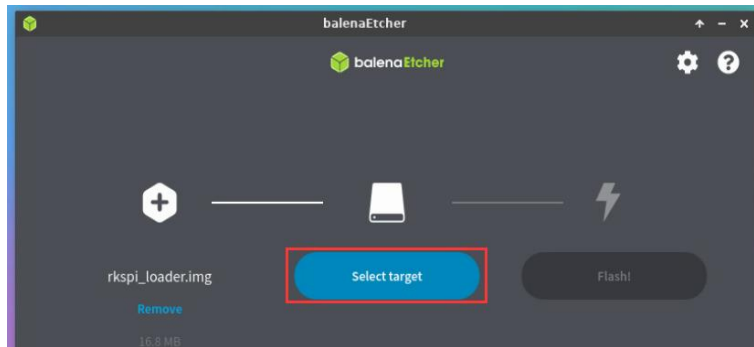 balenaEtcher
balenaEtcher
rkspi_loader.img
Select target
Flash!
Remove
16.8 MB